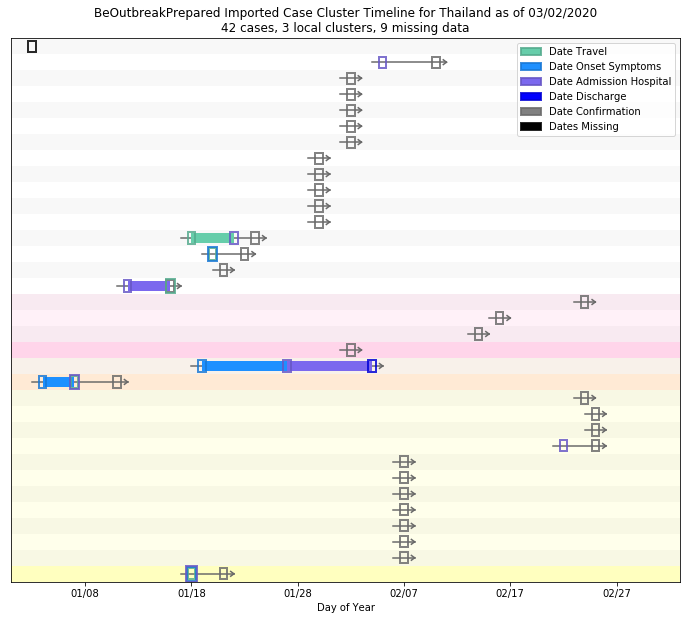 BeOutbreakPrepared Imported Case Cluster Timeline for Thailand as of 03/02/2020
42 cases, 3 local clusters, 9 missing data
Date Travel
Date Onset Symptoms
Date Admission Hospital
Date Discharge
Date Confirmation
Dates Missing
01/08 01/18 01/28 02/07 02/17 02/27
Day of Year